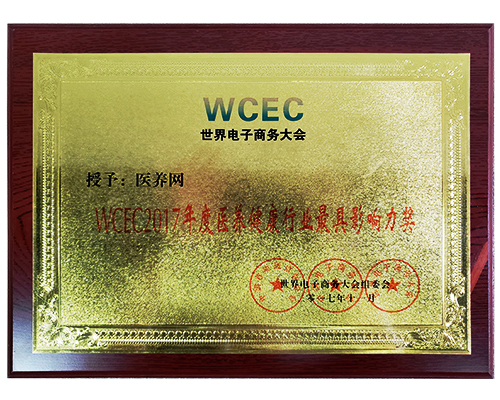 WCEC
世界电子商务大会
授予：医养网
WCEC2017年度医养健康行业最具影响力奖
世界电子商务大会组委会
二零一七年十一月